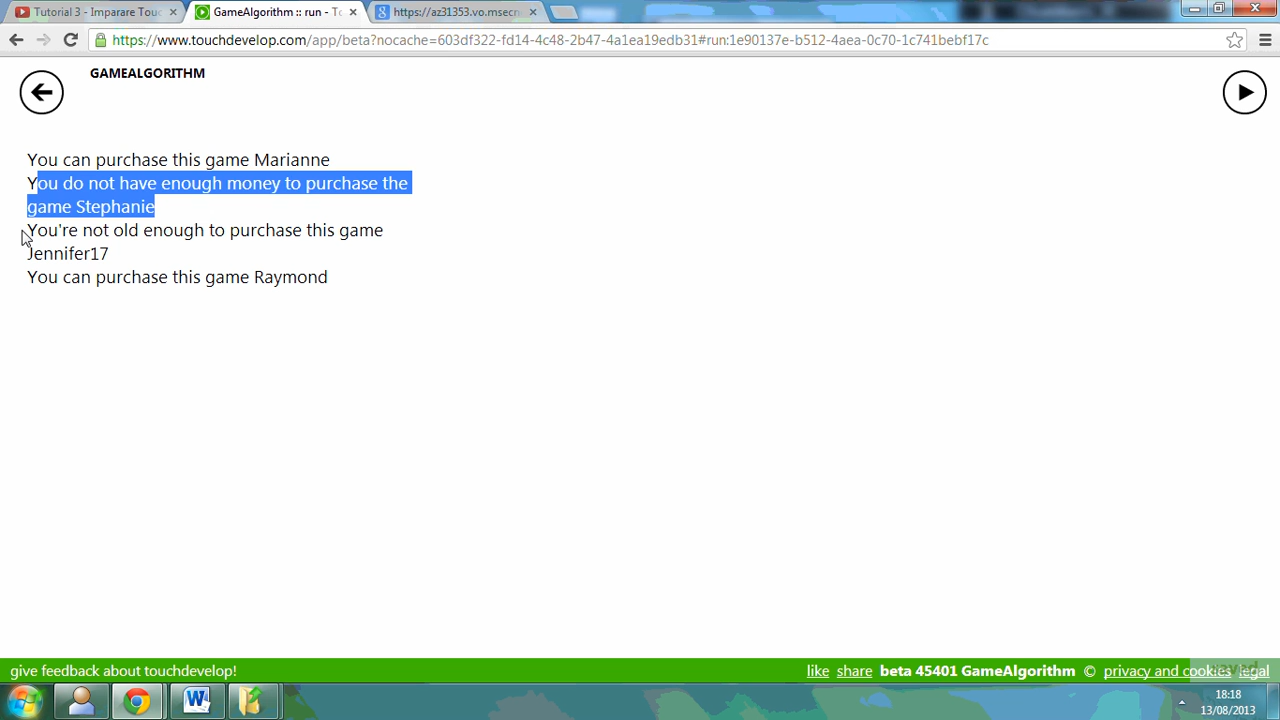 Tutorial 3 - Imparare Tou
GameAlgorithm :: run - To
https://az31353.vo.msecn
https://www.touchdevelop.com/app/beta?nocache=603df322-fd14-4c48-2b47-4a1ea19edb31#run:1e90137e-b512-4aea-0c70-1c741bebf17c
GAMEALGORITHM
You can purchase this game Marianne
You do not have enough money to purchase the
game Stephanie
You're not old enough to purchase this game
Jennifer17
You can purchase this game Raymond
give feedback about touchdevelop!
like share beta 45401 GameAlgorithm © privacy and cookies legal
18:18
13/08/2013